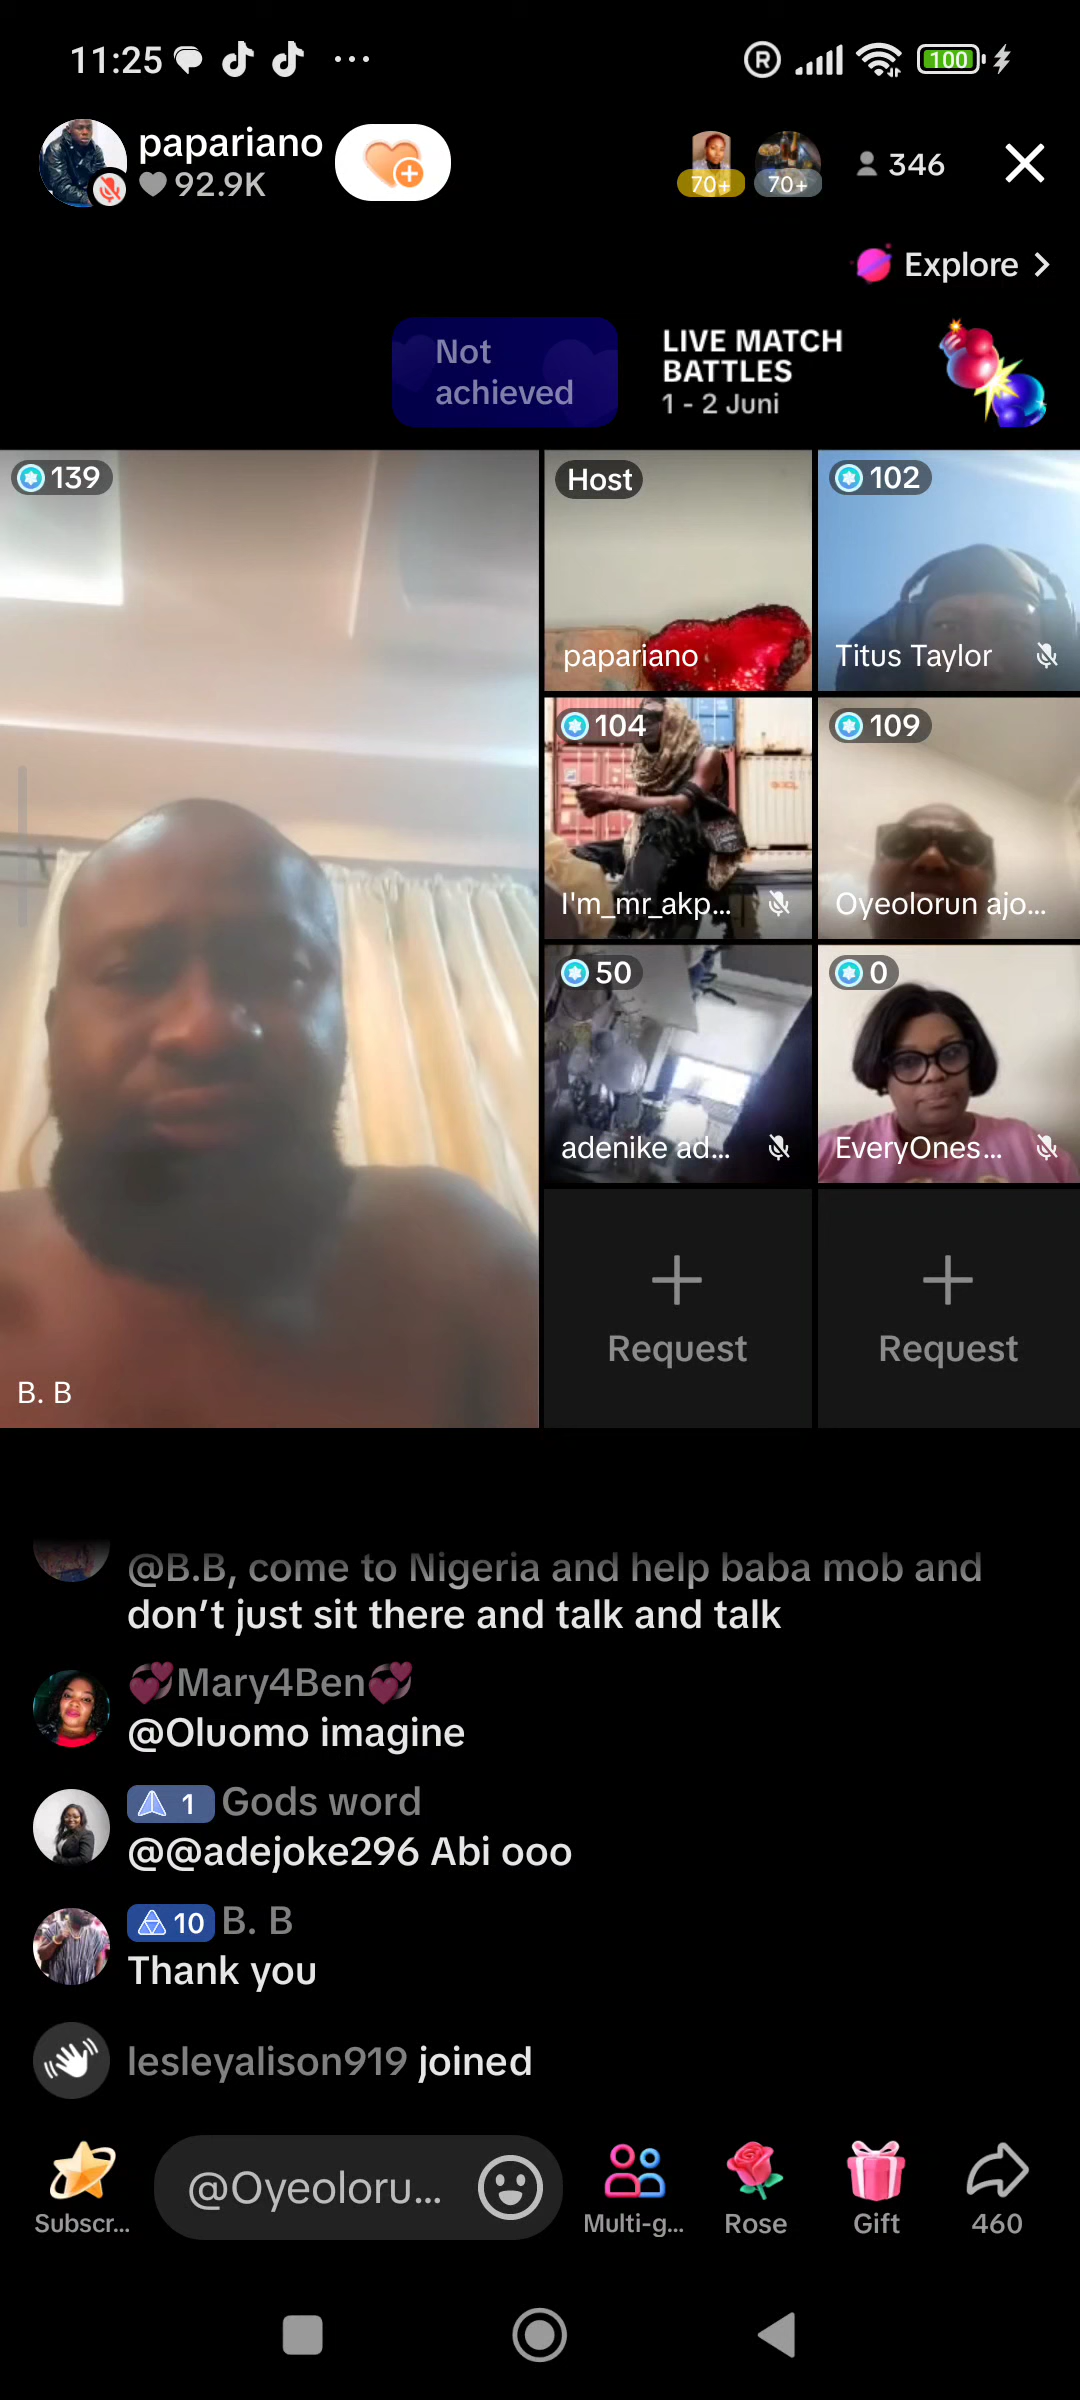 11:25
R
100
papariano
92.9K
70+
70+
346
Explore
Not
achieved
LIVE MATCH
BATTLES
1 - 2 Juni
139
B. B
Host
papariano
102
Titus Taylor
104
I'm_mr_akp...
109
Oyeolorun ajo...
50
adenike ad...
0
EveryOnes...
Request
Request
@B.B, come to Nigeria and help baba mob and
don’t just sit there and talk and talk
💞Mary4Ben💞
@Oluomo imagine
1 Gods word
@@adejoke296 Abi ooo
10 B. B
Thank you
lesleyalison919 joined
Subscr...
@Oyeoloru...
Multi-g...
Rose
Gift
460